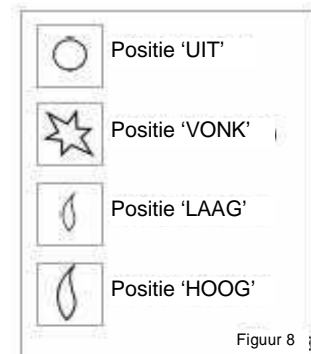 Positie ‘UIT’
Positie ‘VONK’
Positie ‘LAAG’
Positie ‘HOOG’
Figuur 8